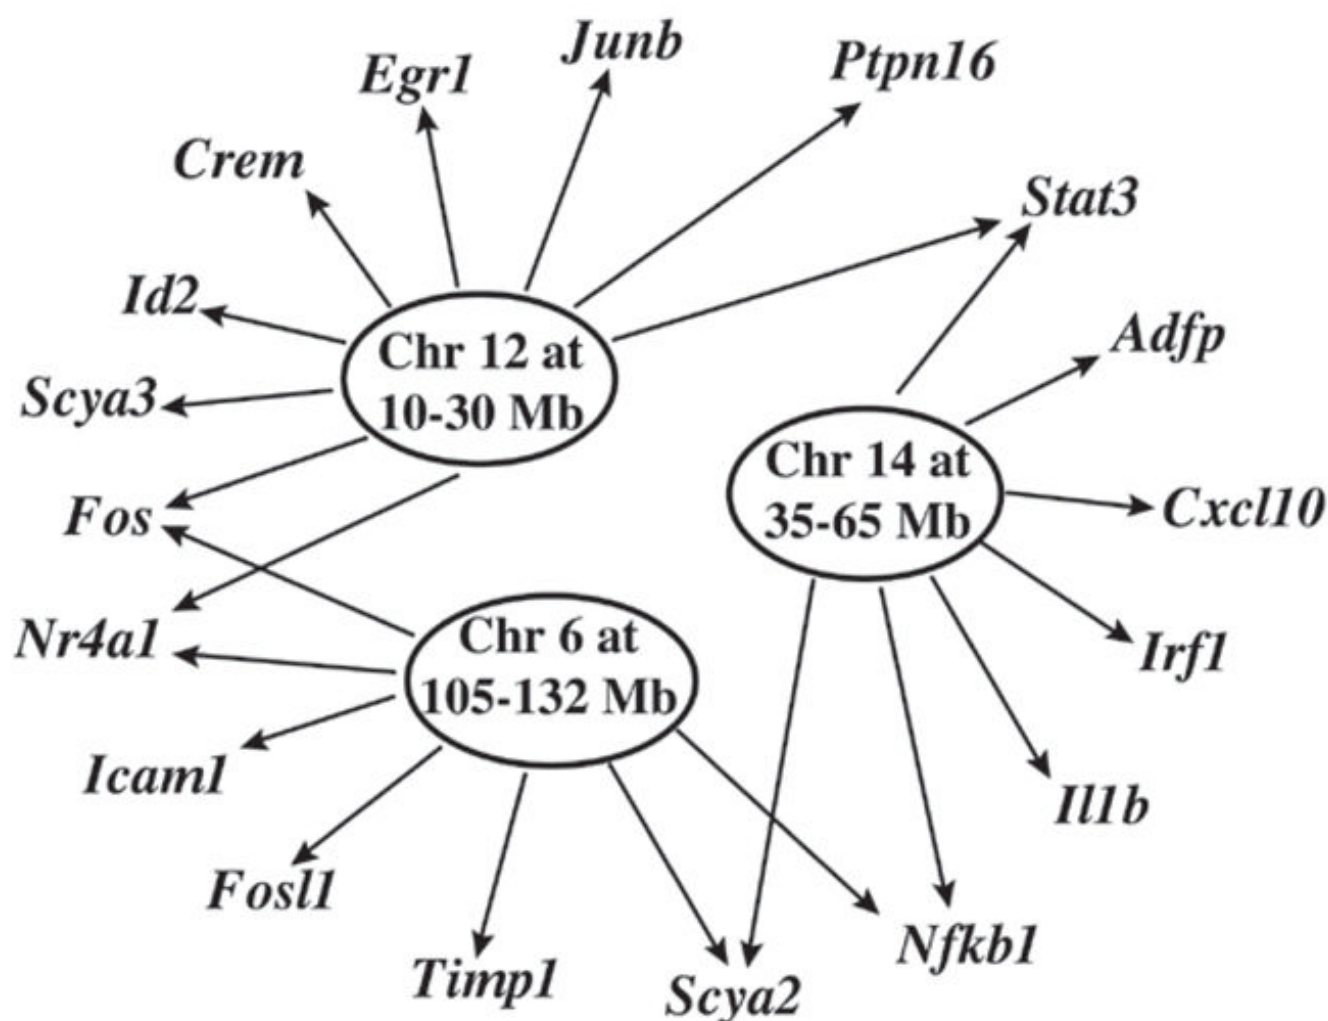 Junb
Egr1
Ptpn16
Crem
Stat3
Id2
Adfp
Chr 12 at
10-30 Mb
Scya3
Chr 14 at
35-65 Mb
Fos
Cxcl10
Nr4a1
Chr 6 at
105-132 Mb
Irf1
Icam1
Il1b
Fosl1
Nfkb1
Timp1
Scya2